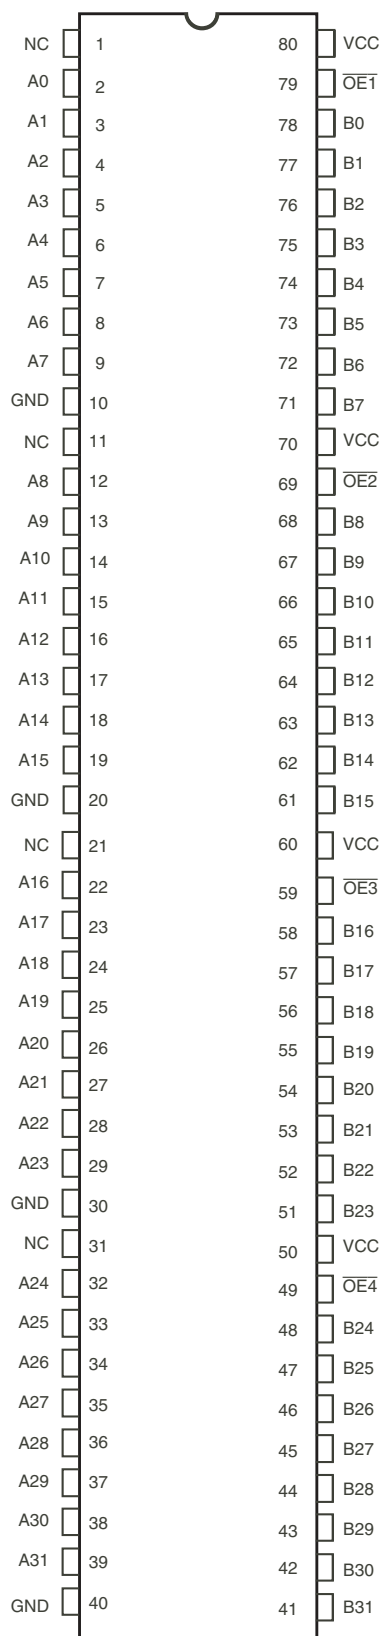 NC 1 80 VCC
A0 2 79 OE1
A1 3 78 B0
A2 4 77 B1
A3 5 76 B2
A4 6 75 B3
A5 7 74 B4
A6 8 73 B5
A7 9 72 B6
GND 10 71 B7
NC 11 70 VCC
A8 12 69 OE2
A9 13 68 B8
A10 14 67 B9
A11 15 66 B10
A12 16 65 B11
A13 17 64 B12
A14 18 63 B13
A15 19 62 B14
GND 20 61 B15
NC 21 60 VCC
A16 22 59 OE3
A17 23 58 B16
A18 24 57 B17
A19 25 56 B18
A20 26 55 B19
A21 27 54 B20
A22 28 53 B21
A23 29 52 B22
GND 30 51 B23
NC 31 50 VCC
A24 32 49 OE4
A25 33 48 B24
A26 34 47 B25
A27 35 46 B26
A28 36 45 B27
A29 37 44 B28
A30 38 43 B29
A31 39 42 B30
GND 40 41 B31